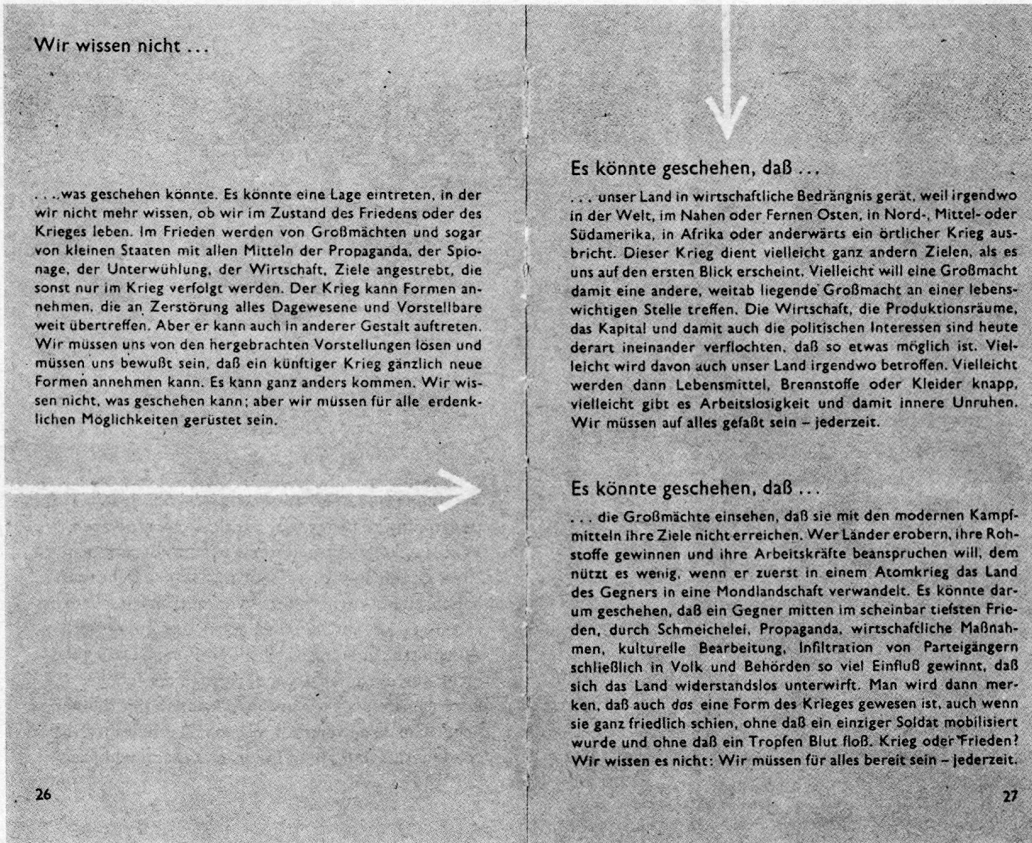 Wir wissen nicht ...
. . . was geschehen könnte. Es könnte eine Lage eintreten, in der
wir nicht mehr wissen, ob wir im Zustand des Friedens oder des
Krieges leben. Im Frieden werden von Großmächten und sogar
von kleinen Staaten mit allen Mitteln der Propaganda, der Spio-
nage, der Unterwühlung, der Wirtschaft, Ziele angestrebt, die
sonst nur im Krieg verfolgt werden. Der Krieg kann Formen an-
nehmen, die an Zerstörung alles Dagewesene und Vorstellbare
weit übertreffen. Aber er kann auch in anderer Gestalt auftreten.
Wir müssen uns von den hergebrachten Vorstellungen lösen und
müssen uns bewußt sein, daß ein künftiger Krieg gänzlich neue
Formen annehmen kann. Es kann ganz anders kommen. Wir wis-
sen nicht, was geschehen kann; aber wir müssen für alle erdenk-
lichen Möglichkeiten gerüstet sein.
26
Es könnte geschehen, daß ...
. . . unser Land in wirtschaftliche Bedrängnis gerät, weil irgendwo
in der Welt, im Nahen oder Fernen Osten, in Nord-, Mittel- oder
Südamerika, in Afrika oder anderwärts ein örtlicher Krieg aus-
bricht. Dieser Krieg dient vielleicht ganz andern Zielen, als es
uns auf den ersten Blick erscheint. Vielleicht will eine Großmacht
damit eine andere, weitab liegende Großmacht an einer lebens-
wichtigen Stelle treffen. Die Wirtschaft, die Produktionsräume,
das Kapital und damit auch die politischen Interessen sind heute
derart ineinander verflochten, daß so etwas möglich ist. Viel-
leicht wird davon auch unser Land irgendwo betroffen. Vielleicht
werden dann Lebensmittel, Brennstoffe oder Kleider knapp,
vielleicht gibt es Arbeitslosigkeit und damit innere Unruhen.
Wir müssen auf alles gefaßt sein – jederzeit.
Es könnte geschehen, daß ...
. . . die Großmächte einsehen, daß sie mit den modernen Kampf-
mitteln ihre Ziele nicht erreichen. Wer Länder erobern, ihre Roh-
stoffe gewinnen und ihre Arbeitskräfte beanspruchen will, dem
nützt es wenig, wenn er zuerst in einem Atomkrieg das Land
des Gegners in eine Mondlandschaft verwandelt. Es könnte dar-
um geschehen, daß ein Gegner mitten im scheinbar tiefsten Frie-
den, durch Schmeichelei, Propaganda, wirtschaftliche Maßnah-
men, kulturelle Bearbeitung, Infiltration von Parteigängern
schließlich in Volk und Behörden so viel Einfluß gewinnt, daß
sich das Land widerstandslos unterwirft. Man wird dann mer-
ken, daß auch das eine Form des Krieges gewesen ist, auch wenn
sie ganz friedlich schien, ohne daß ein einziger Soldat mobilisiert
wurde und ohne daß ein Tropfen Blut floß. Krieg oder Frieden?
Wir wissen es nicht: Wir müssen für alles bereit sein – jederzeit.
27